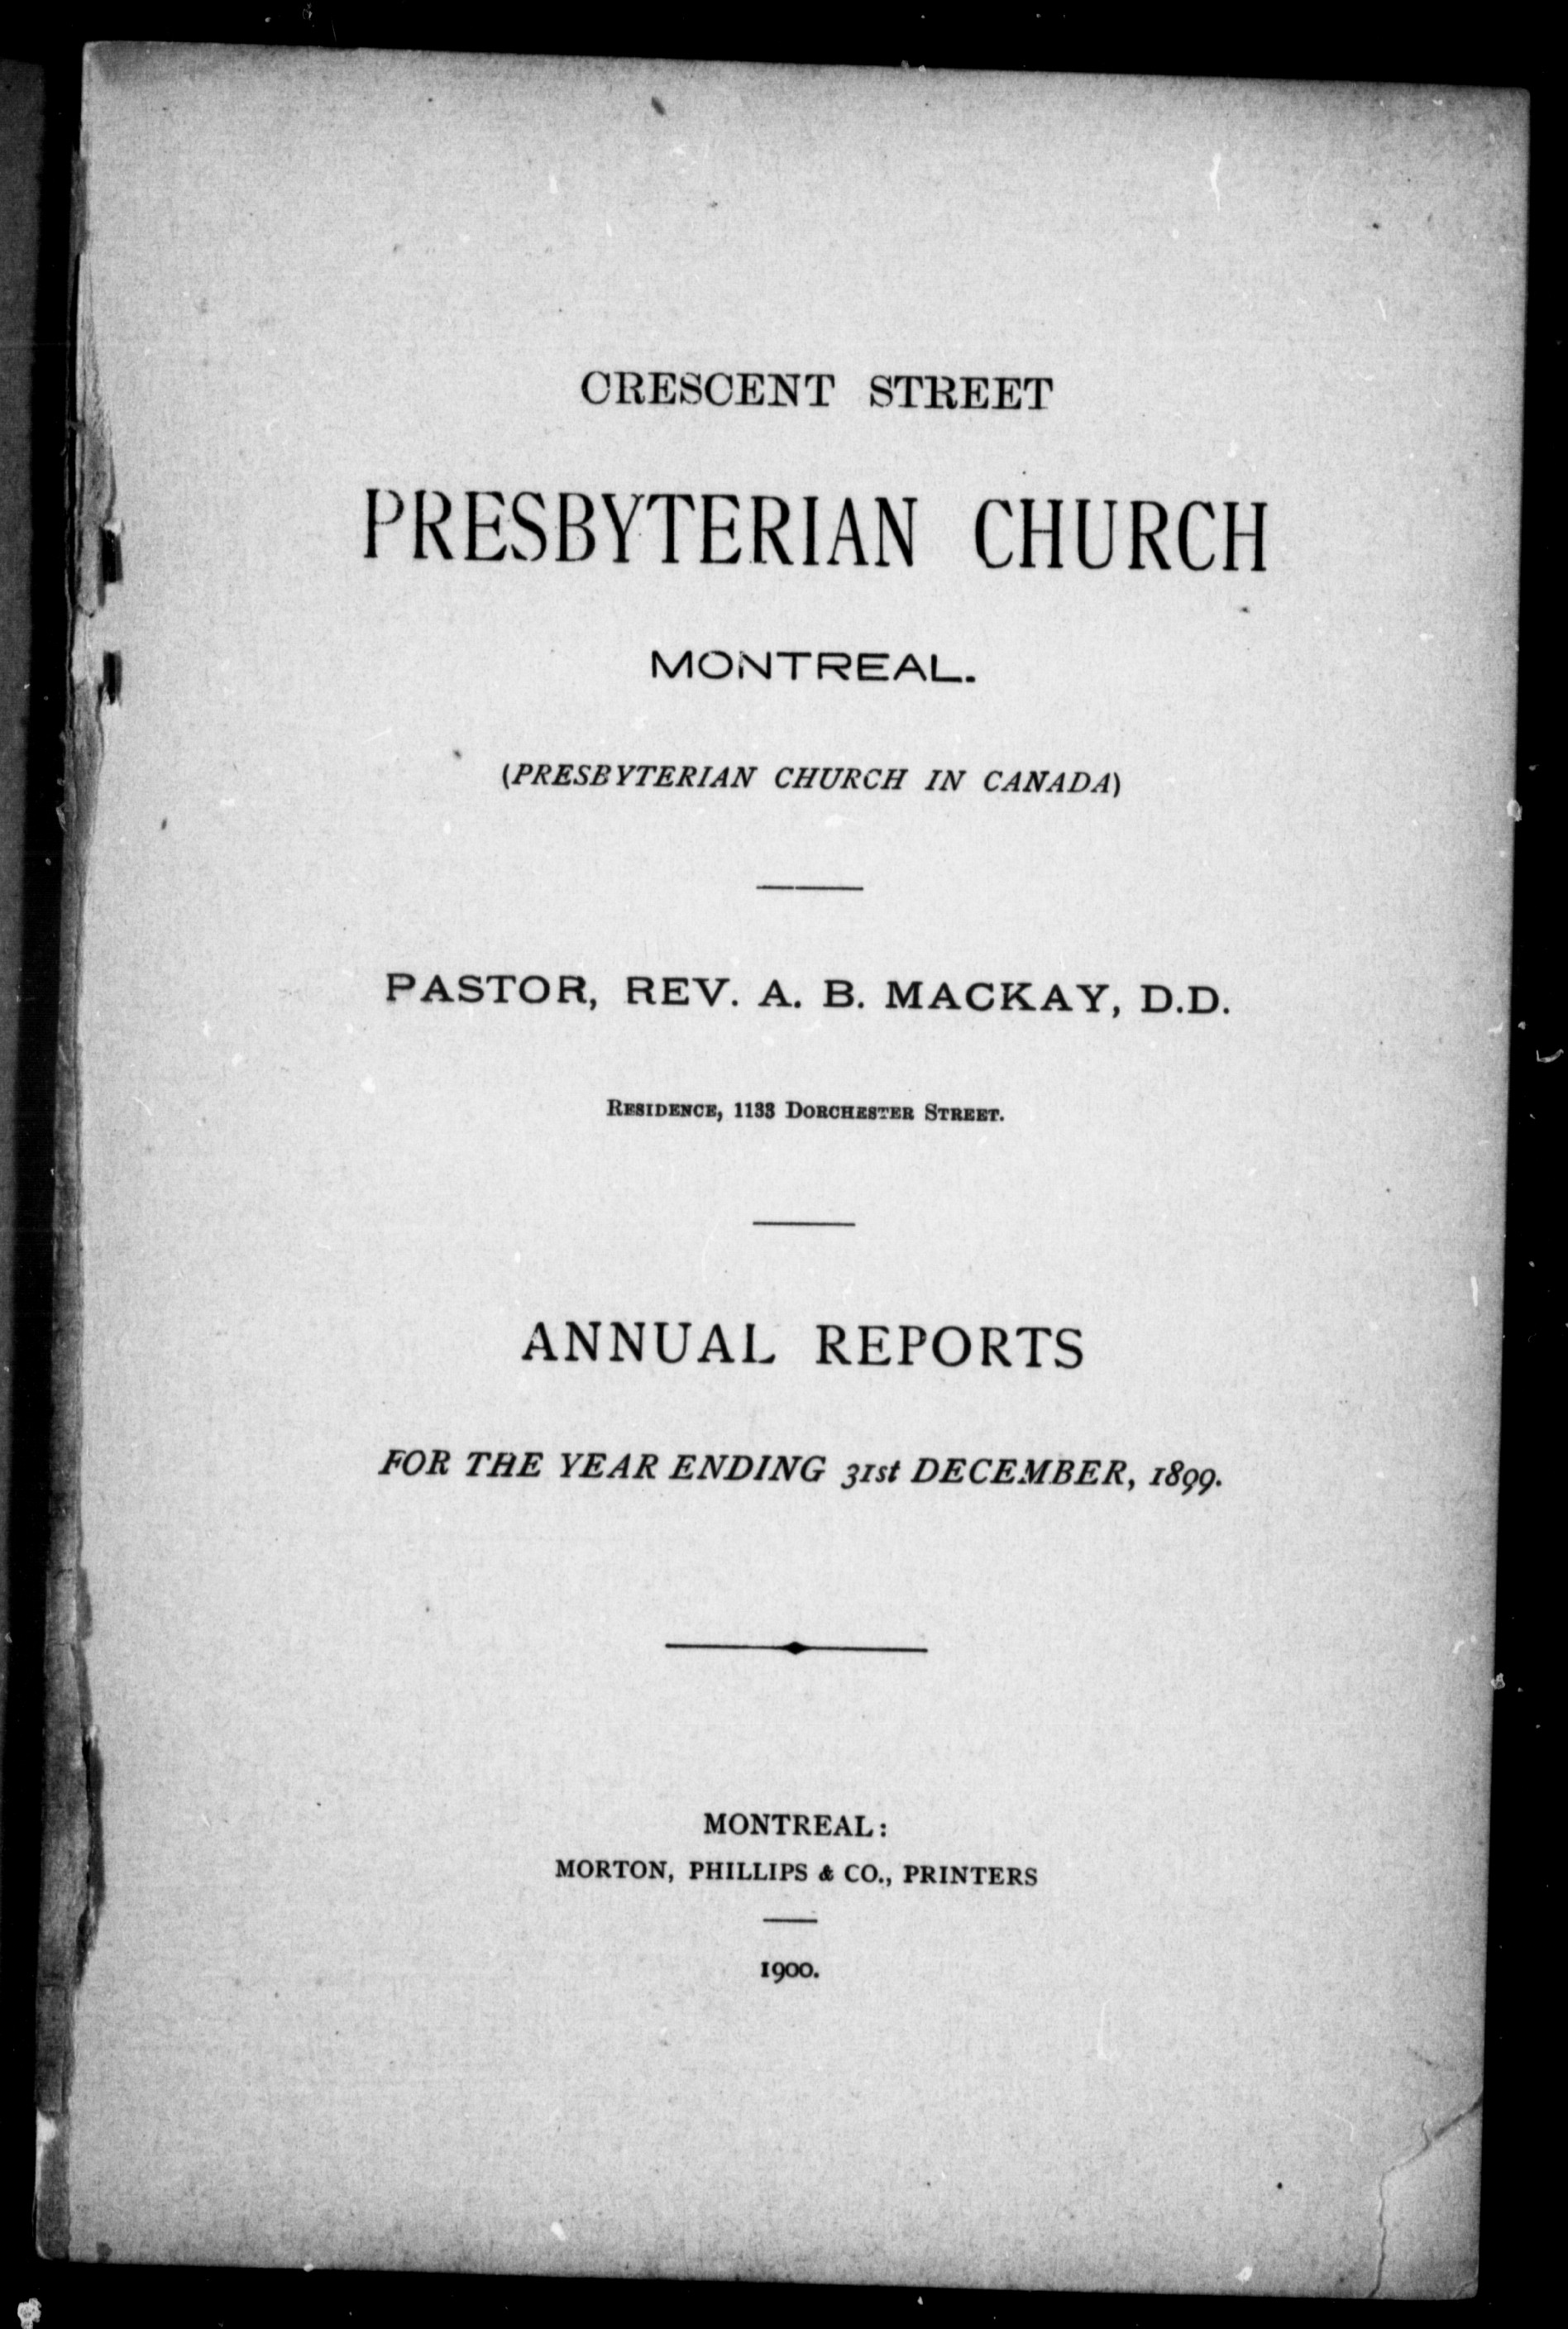 CRESCENT STREET
PRESBYTERIAN CHURCH
MONTREAL.
(PRESBYTERIAN CHURCH IN CANADA)
PASTOR, REV. A. B. MACKAY, D.D.
RESIDENCE, 1133 DORCHESTER STREET.
ANNUAL REPORTS
FOR THE YEAR ENDING 31st DECEMBER, 1899.
MONTREAL:
MORTON, PHILLIPS & CO., PRINTERS
1900.